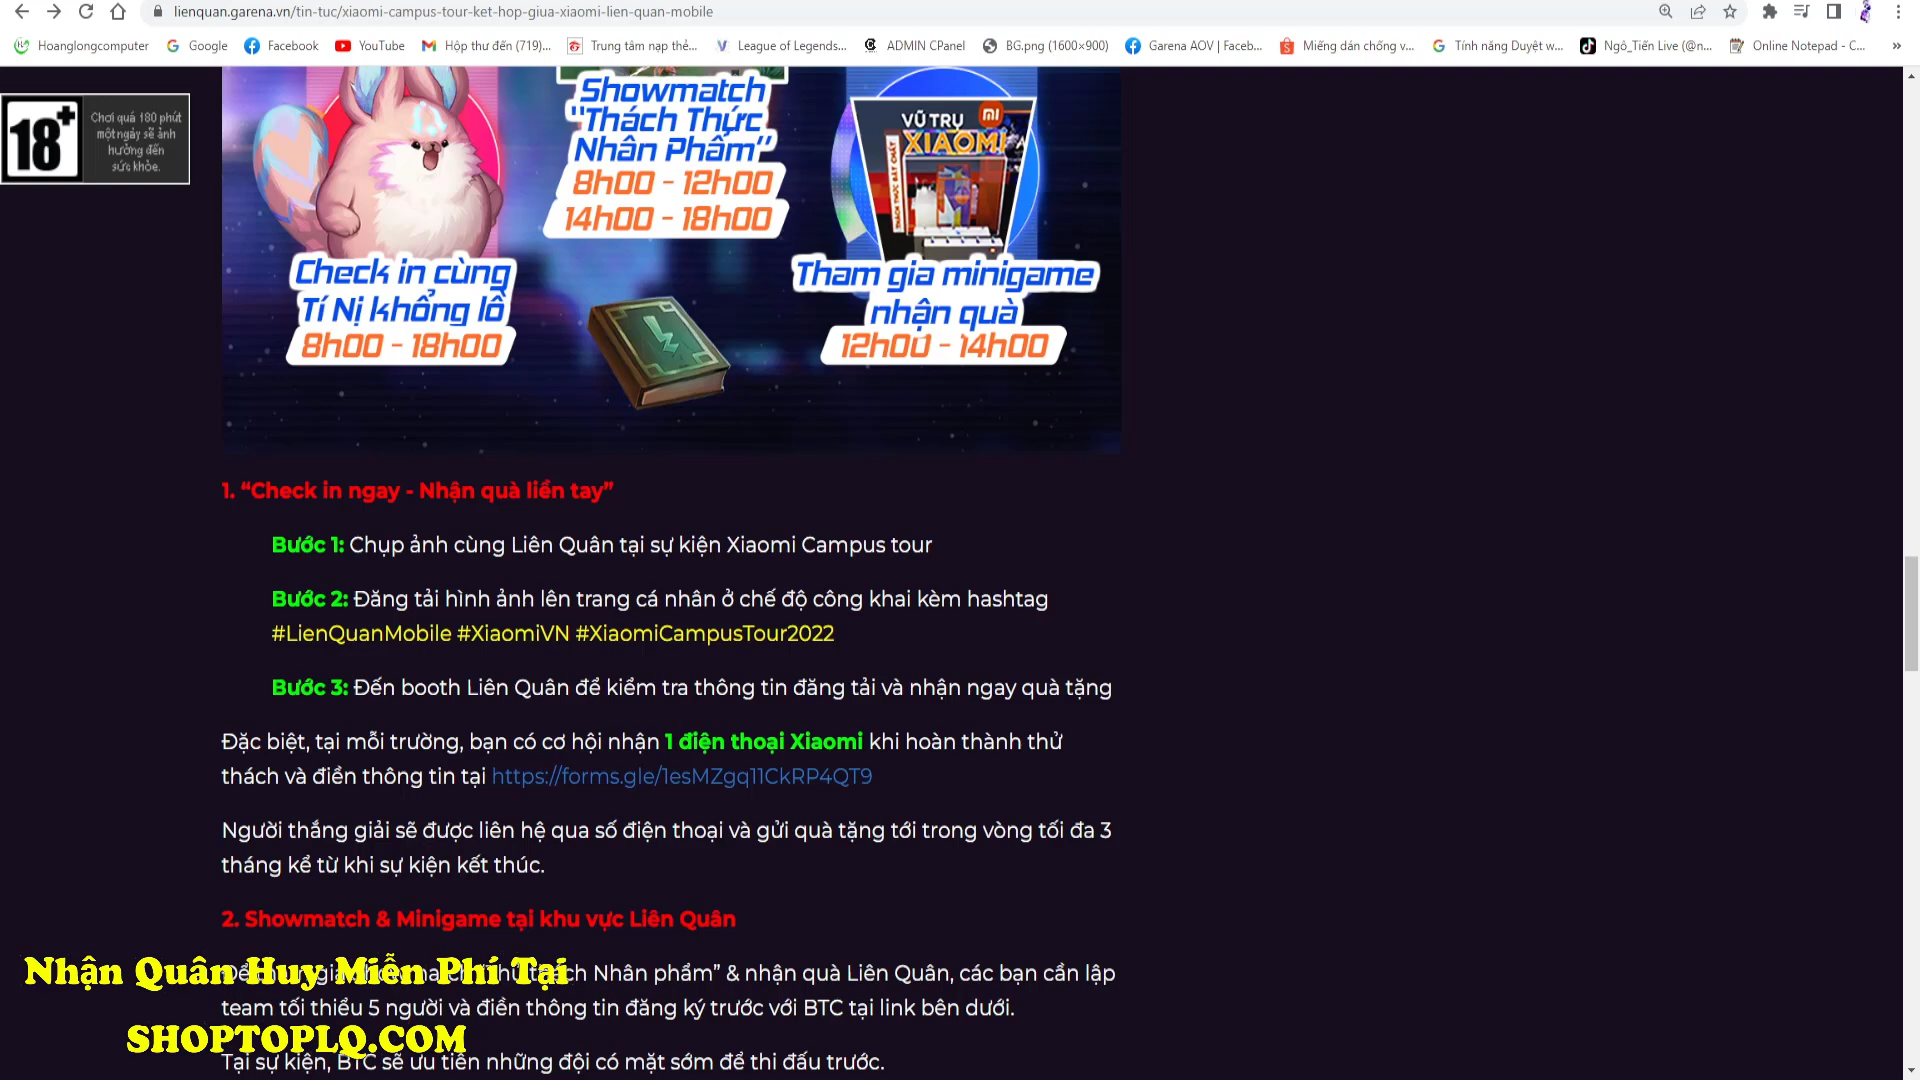 lienquan.garena.vn/tin-tuc/xiaomi-campus-tour-ket-hop-giua-xiaomi-lien-quan-mobile
Hoanglongcomputer
Google
Facebook
YouTube
Hộp thư đến (719)...
Trung tâm nạp thẻ...
League of Legends...
ADMIN CPanel
BG.png (1600×900)
Garena AOV | Faceb...
Miếng dán chống v...
Tính năng Duyệt w...
Ngô_Tiến Live (@n...
Online Notepad - C...
18+
Chơi quá 180 phút
một ngày sẽ ảnh
hưởng đến
sức khỏe.
Showmatch
"Thách Thức
Nhân Phẩm"
8h00 - 12h00
14h00 - 18h00
VŨ TRỤ
XIAOMI
Check in cùng
Tí Nị khổng lồ
8h00 - 18h00
Tham gia minigame
nhận quà
12h00 - 14h00
1. “Check in ngay - Nhận quà liền tay”
Bước 1: Chụp ảnh cùng Liên Quân tại sự kiện Xiaomi Campus tour
Bước 2: Đăng tải hình ảnh lên trang cá nhân ở chế độ công khai kèm hashtag
#LienQuanMobile #XiaomiVN #XiaomiCampusTour2022
Bước 3: Đến booth Liên Quân để kiểm tra thông tin đăng tải và nhận ngay quà tặng
Đặc biệt, tại mỗi trường, bạn có cơ hội nhận 1 điện thoại Xiaomi khi hoàn thành thử
thách và điền thông tin tại https://forms.gle/1esMZgq11CkRP4QT9
Người thắng giải sẽ được liên hệ qua số điện thoại và gửi quà tặng tới trong vòng tối đa 3
tháng kể từ khi sự kiện kết thúc.
2. Showmatch & Minigame tại khu vực Liên Quân
Nhân phẩm” & nhận quà Liên Quân, các bạn cần lập
team tối thiểu 5 người và điền thông tin đăng ký trước với BTC tại link bên dưới.
Tại sự kiện, BTC sẽ ưu tiên những đội có mặt sớm để thi đấu trước.
Nhận Quân Huy Miễn Phí Tại
SHOPTOPLQ.COM